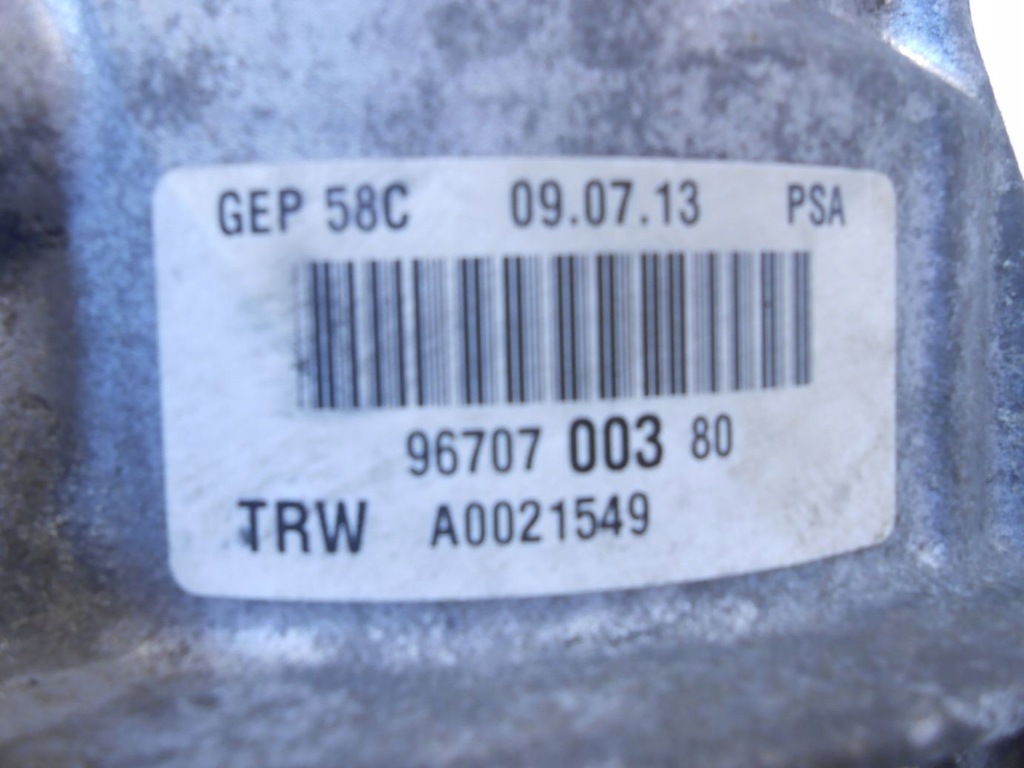 GEP 58C 09.07.13 PSA
96707 003 80
TRW A0021549